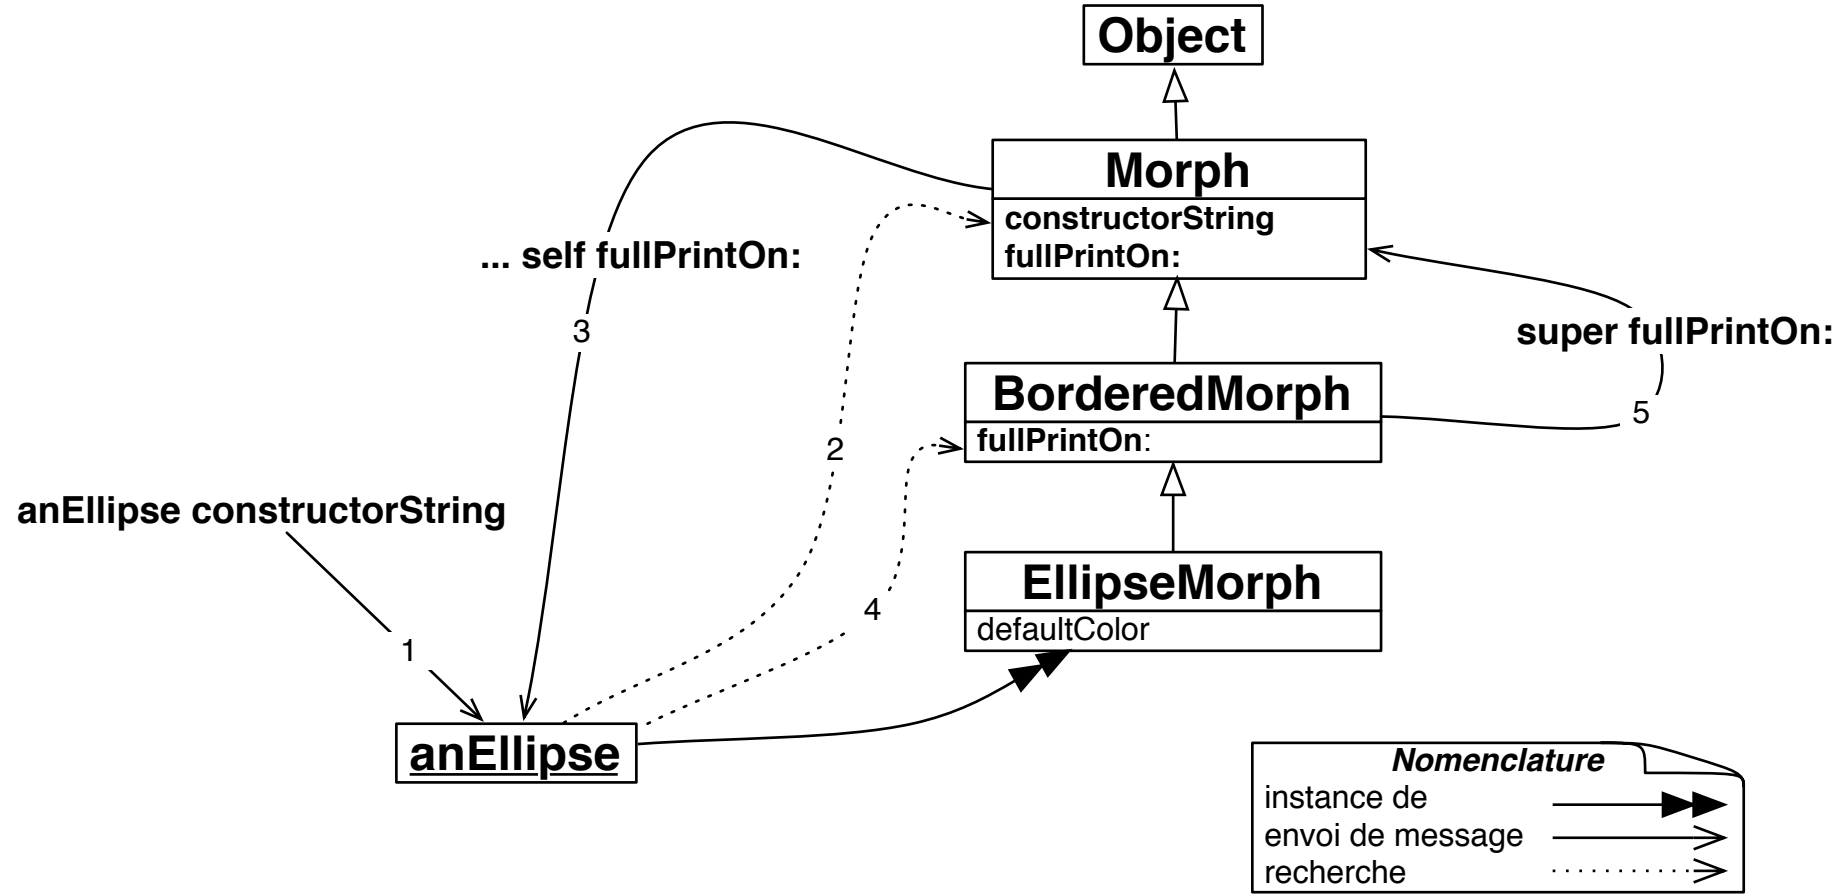 Object
Morph
constructorString
fullPrintOn:
... self fullPrintOn:
3
super fullPrintOn:
5
BorderedMorph
fullPrintOn:
2
anEllipse constructorString
1
4
EllipseMorph
defaultColor
anEllipse
Nomenclature
instance de
envoi de message
recherche